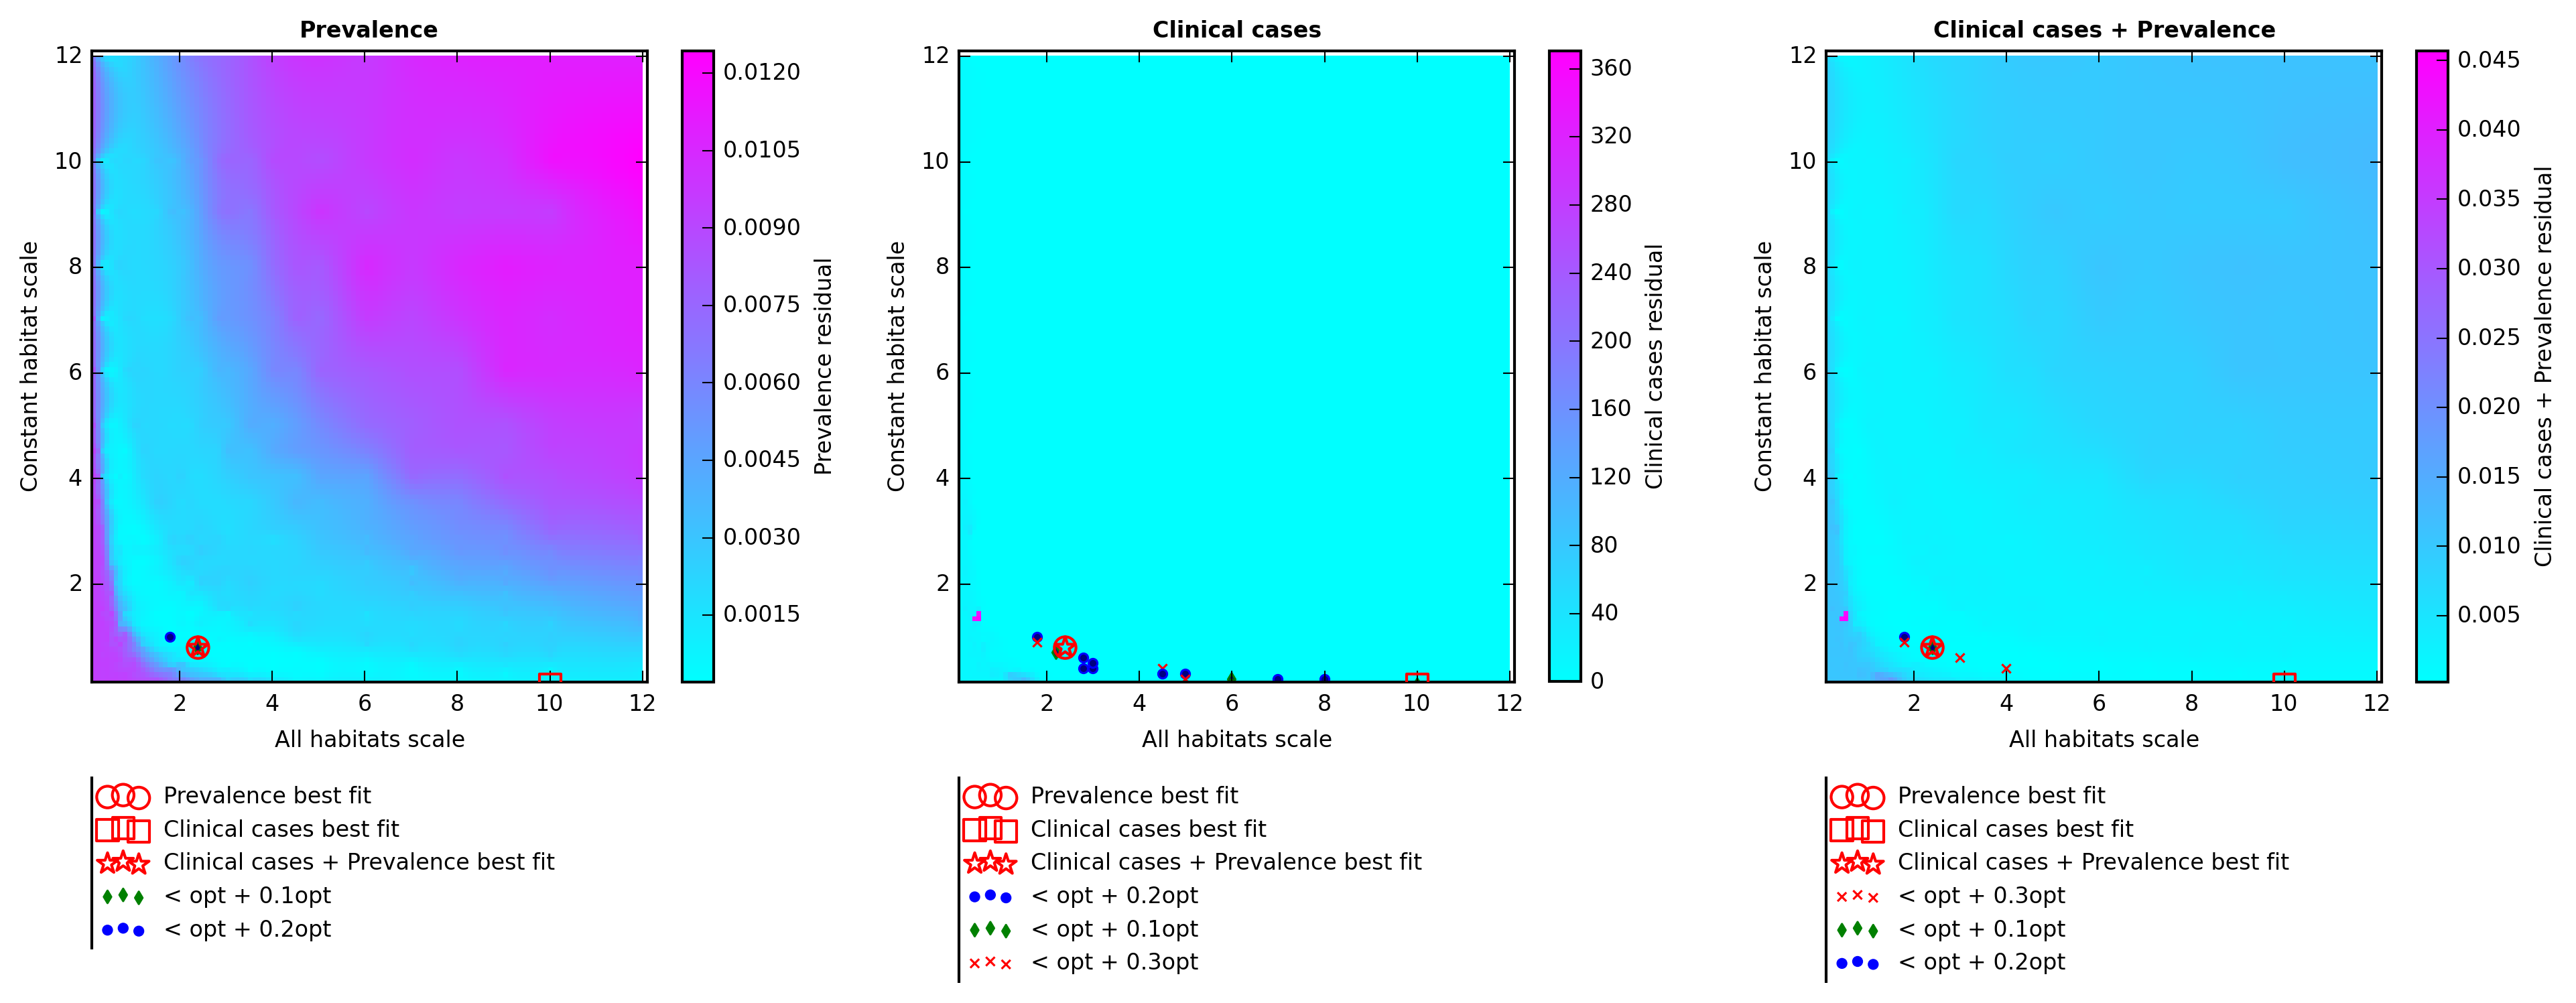 Prevalence
12
10
8
6
4
2
2 4 6 8 10 12
Constant habitat scale
All habitats scale
0.0120
0.0105
0.0090
0.0075
0.0060
0.0045
0.0030
0.0015
Prevalence residual
Prevalence best fit
Clinical cases best fit
Clinical cases + Prevalence best fit
< opt + 0.1opt
< opt + 0.2opt
Clinical cases
12
10
8
6
4
2
2 4 6 8 10 12
Constant habitat scale
All habitats scale
360
320
280
240
200
160
120
80
40
0
Clinical cases residual
Prevalence best fit
Clinical cases best fit
Clinical cases + Prevalence best fit
< opt + 0.2opt
< opt + 0.1opt
< opt + 0.3opt
Clinical cases + Prevalence
12
10
8
6
4
2
2 4 6 8 10 12
Constant habitat scale
All habitats scale
0.045
0.040
0.035
0.030
0.025
0.020
0.015
0.010
0.005
Clinical cases + Prevalence residual
Prevalence best fit
Clinical cases best fit
Clinical cases + Prevalence best fit
< opt + 0.3opt
< opt + 0.1opt
< opt + 0.2opt